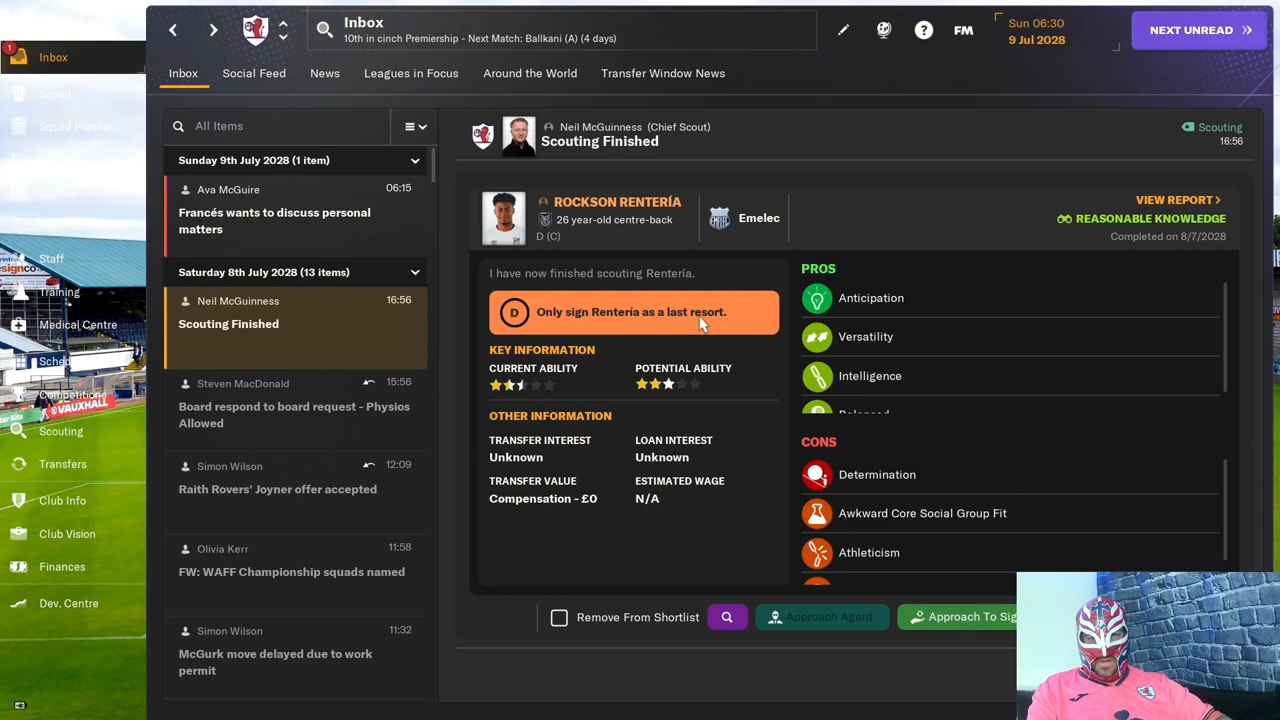 Inbox
10th in cinch Premiership - Next Match: Ballkani (A) (4 days)
?
FM
Sun 06:30
9 Jul 2028
NEXT UNREAD
1
Inbox
Squad
Squad Planner
Staff
Training
Medical Centre
Sched
Competitions
Scouting
Transfers
Club Info
Club Vision
Finances
Dev. Centre
VAUXHALL
Inbox
Social Feed
News
Leagues in Focus
Around the World
Transfer Window News
All Items
Sunday 9th July 2028 (1 item)
Ava McGuire
06:15
Francés wants to discuss personal
matters
Saturday 8th July 2028 (13 items)
Neil McGuinness
16:56
Scouting Finished
Steven MacDonald
15:56
Board respond to board request - Physios
Allowed
Simon Wilson
12:09
Raith Rovers' Joyner offer accepted
Olivia Kerr
11:58
FW: WAFF Championship squads named
Simon Wilson
11:32
McGurk move delayed due to work
permit
Neil McGuinness (Chief Scout)
Scouting Finished
Scouting
16:56
ROCKSON RENTERÍA
26 year-old centre-back
D (C)
Emelec
VIEW REPORT >
REASONABLE KNOWLEDGE
Completed on 8/7/2028
I have now finished scouting Rentería.
D
Only sign Rentería as a last resort.
KEY INFORMATION
CURRENT ABILITY
POTENTIAL ABILITY
OTHER INFORMATION
TRANSFER INTEREST
Unknown
LOAN INTEREST
Unknown
TRANSFER VALUE
Compensation - £0
ESTIMATED WAGE
N/A
PROS
Anticipation
Versatility
Intelligence
Balanced
CONS
Determination
Awkward Core Social Group Fit
Athleticism
Remove From Shortlist
Approach Agent
Approach To Sig